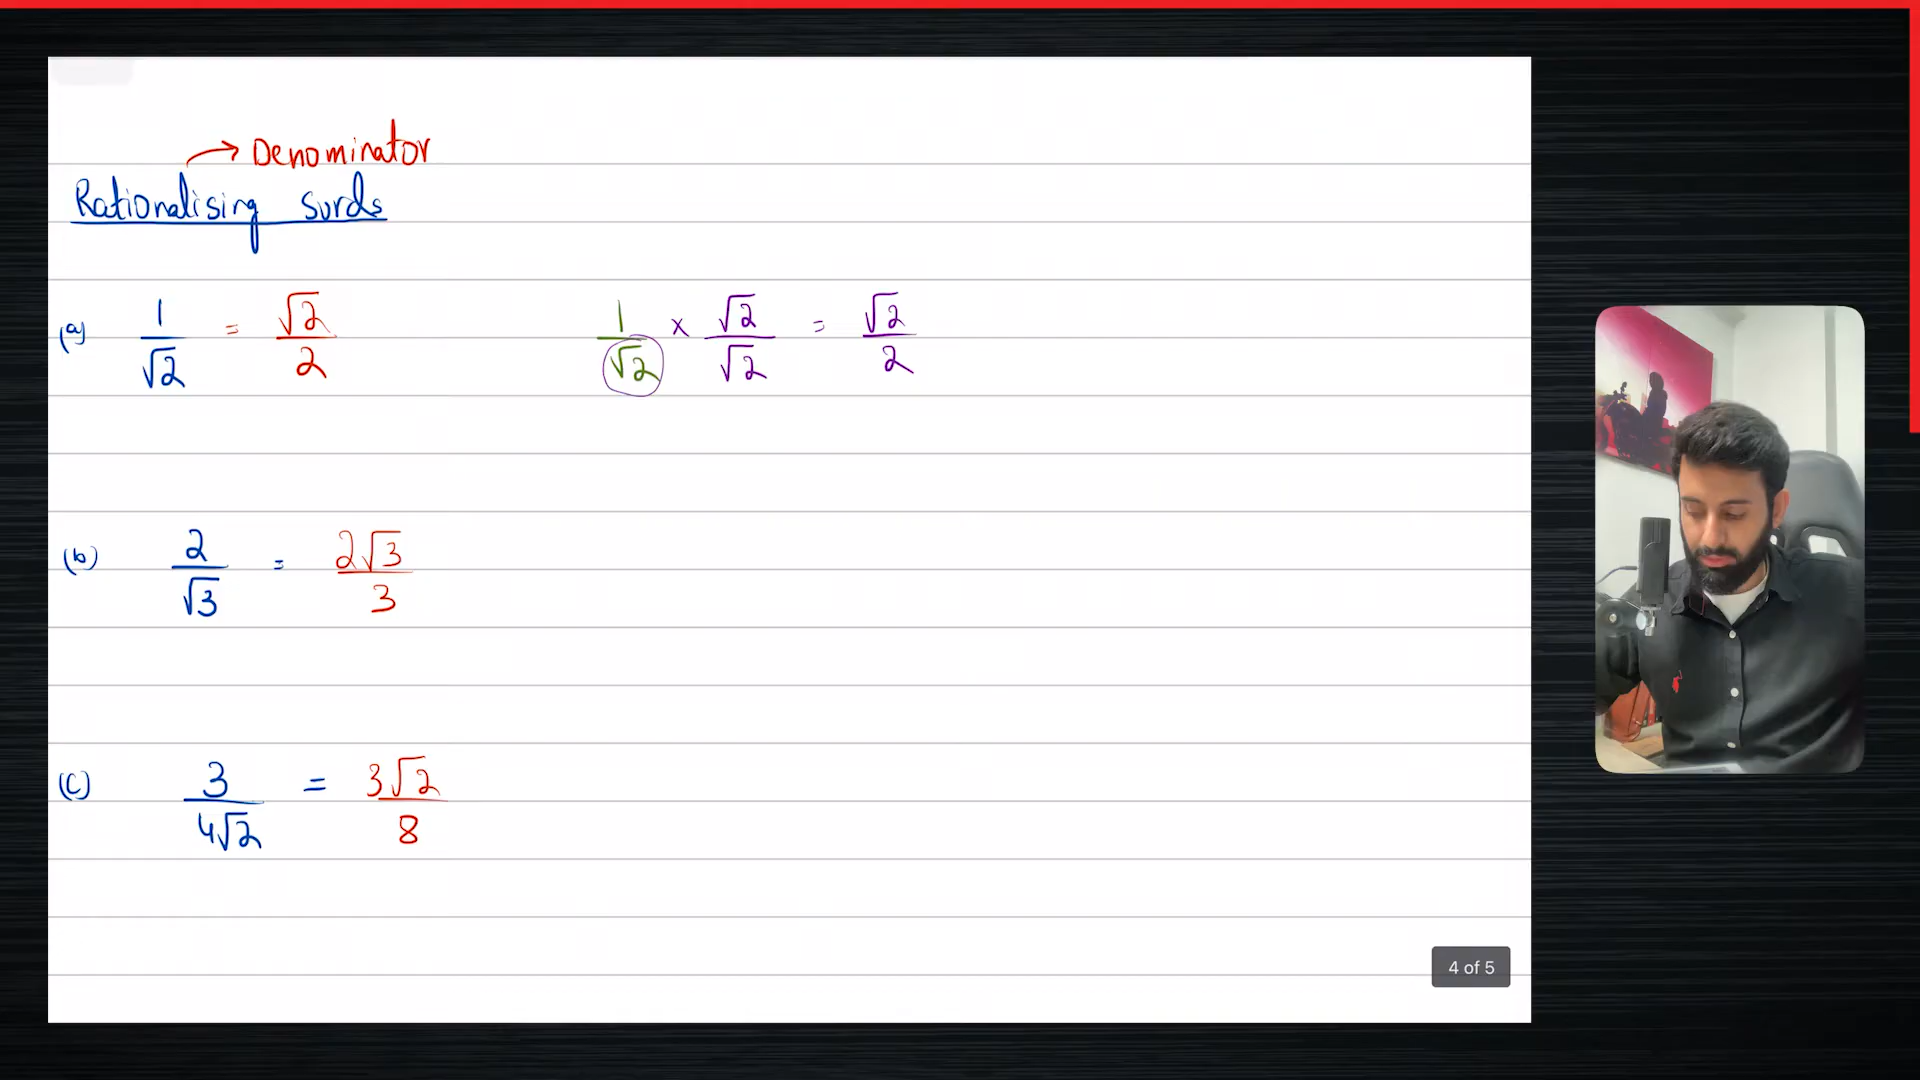 → Denominator
Rationalising surds
(a) 1/√2 = √2/2 1/√2 × √2/√2 = √2/2
(b) 2/√3 = 2√3/3
(c) 3/4√2 = 3√2/8
4 of 5